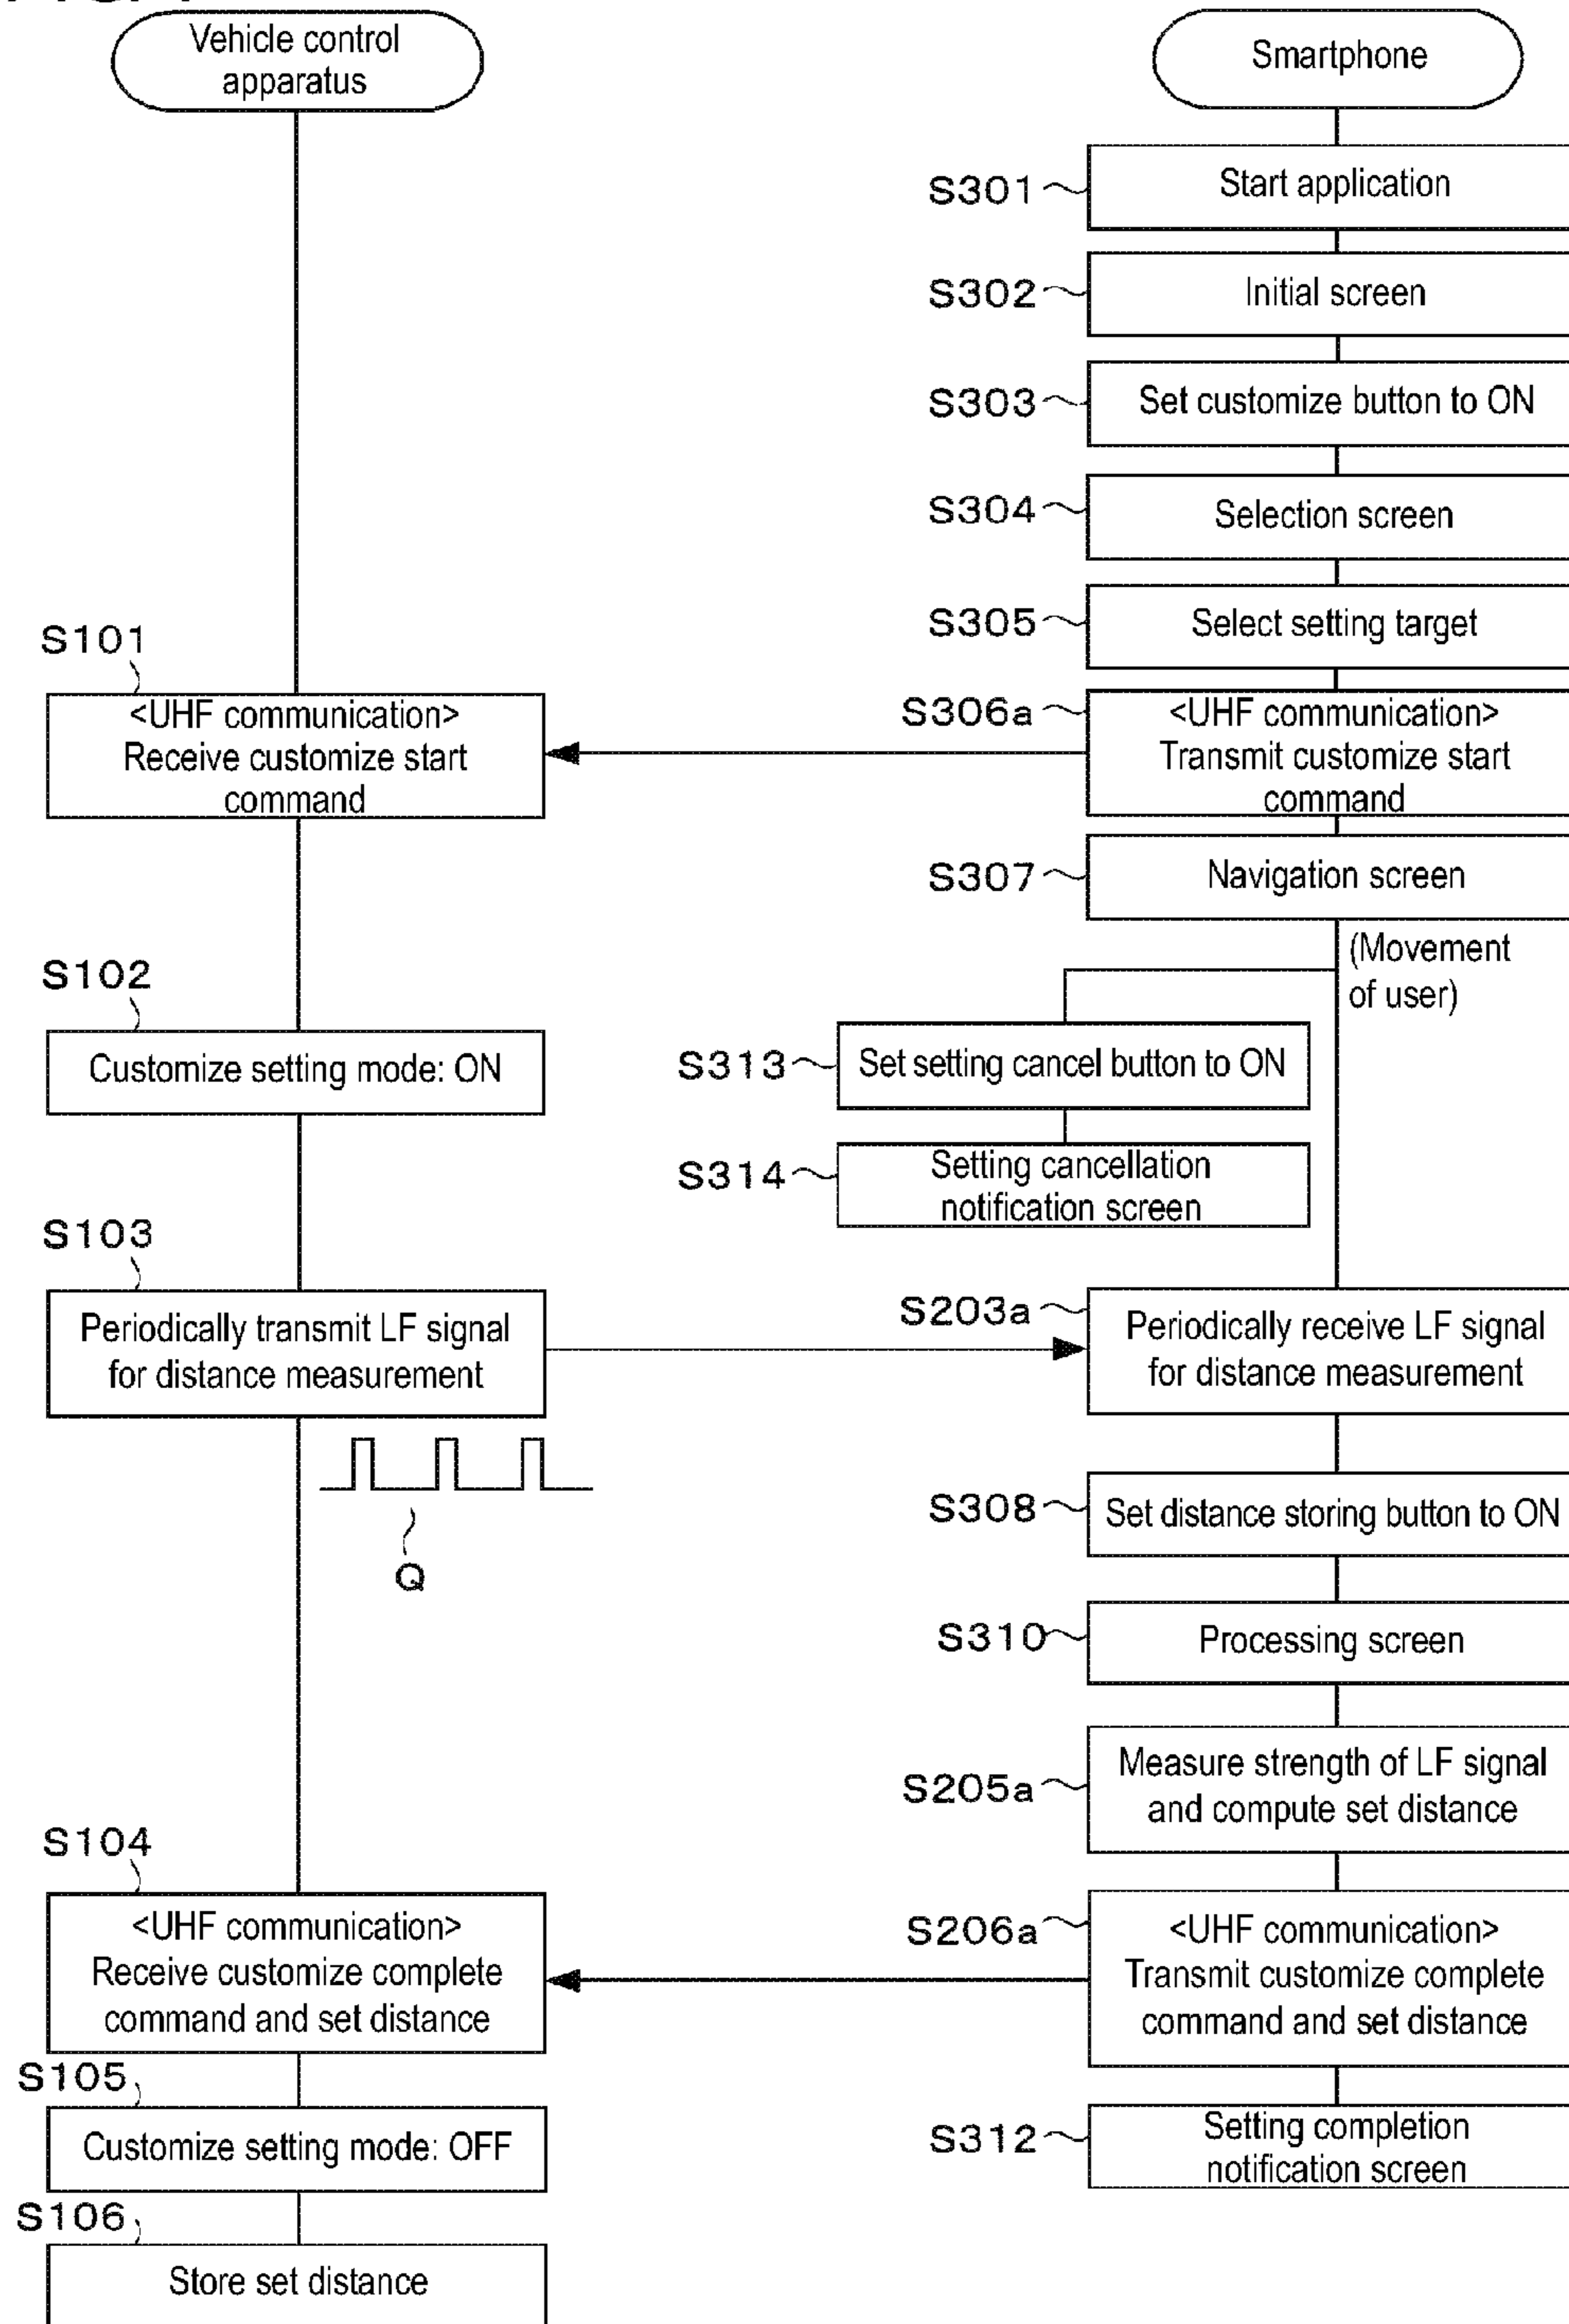 Vehicle control
apparatus
Smartphone
S301
Start application
S302
Initial screen
S303
Set customize button to ON
S304
Selection screen
S305
Select setting target
S101
<UHF communication>
Receive customize start
command
S306a
<UHF communication>
Transmit customize start
command
S307
Navigation screen
(Movement
of user)
S102
Customize setting mode: ON
S313
Set setting cancel button to ON
S314
Setting cancellation
notification screen
S103
Periodically transmit LF signal
for distance measurement
S203a
Periodically receive LF signal
for distance measurement
Q
S308
Set distance storing button to ON
S310
Processing screen
S205a
Measure strength of LF signal
and compute set distance
S104
<UHF communication>
Receive customize complete
command and set distance
S206a
<UHF communication>
Transmit customize complete
command and set distance
S105
Customize setting mode: OFF
S312
Setting completion
notification screen
S106
Store set distance